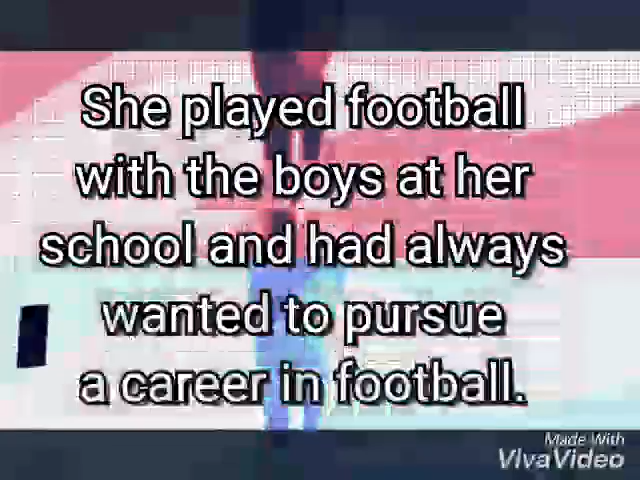 She played football
with the boys at her
school and had always
wanted to pursue
a career in football.
Made With
VivaVideo